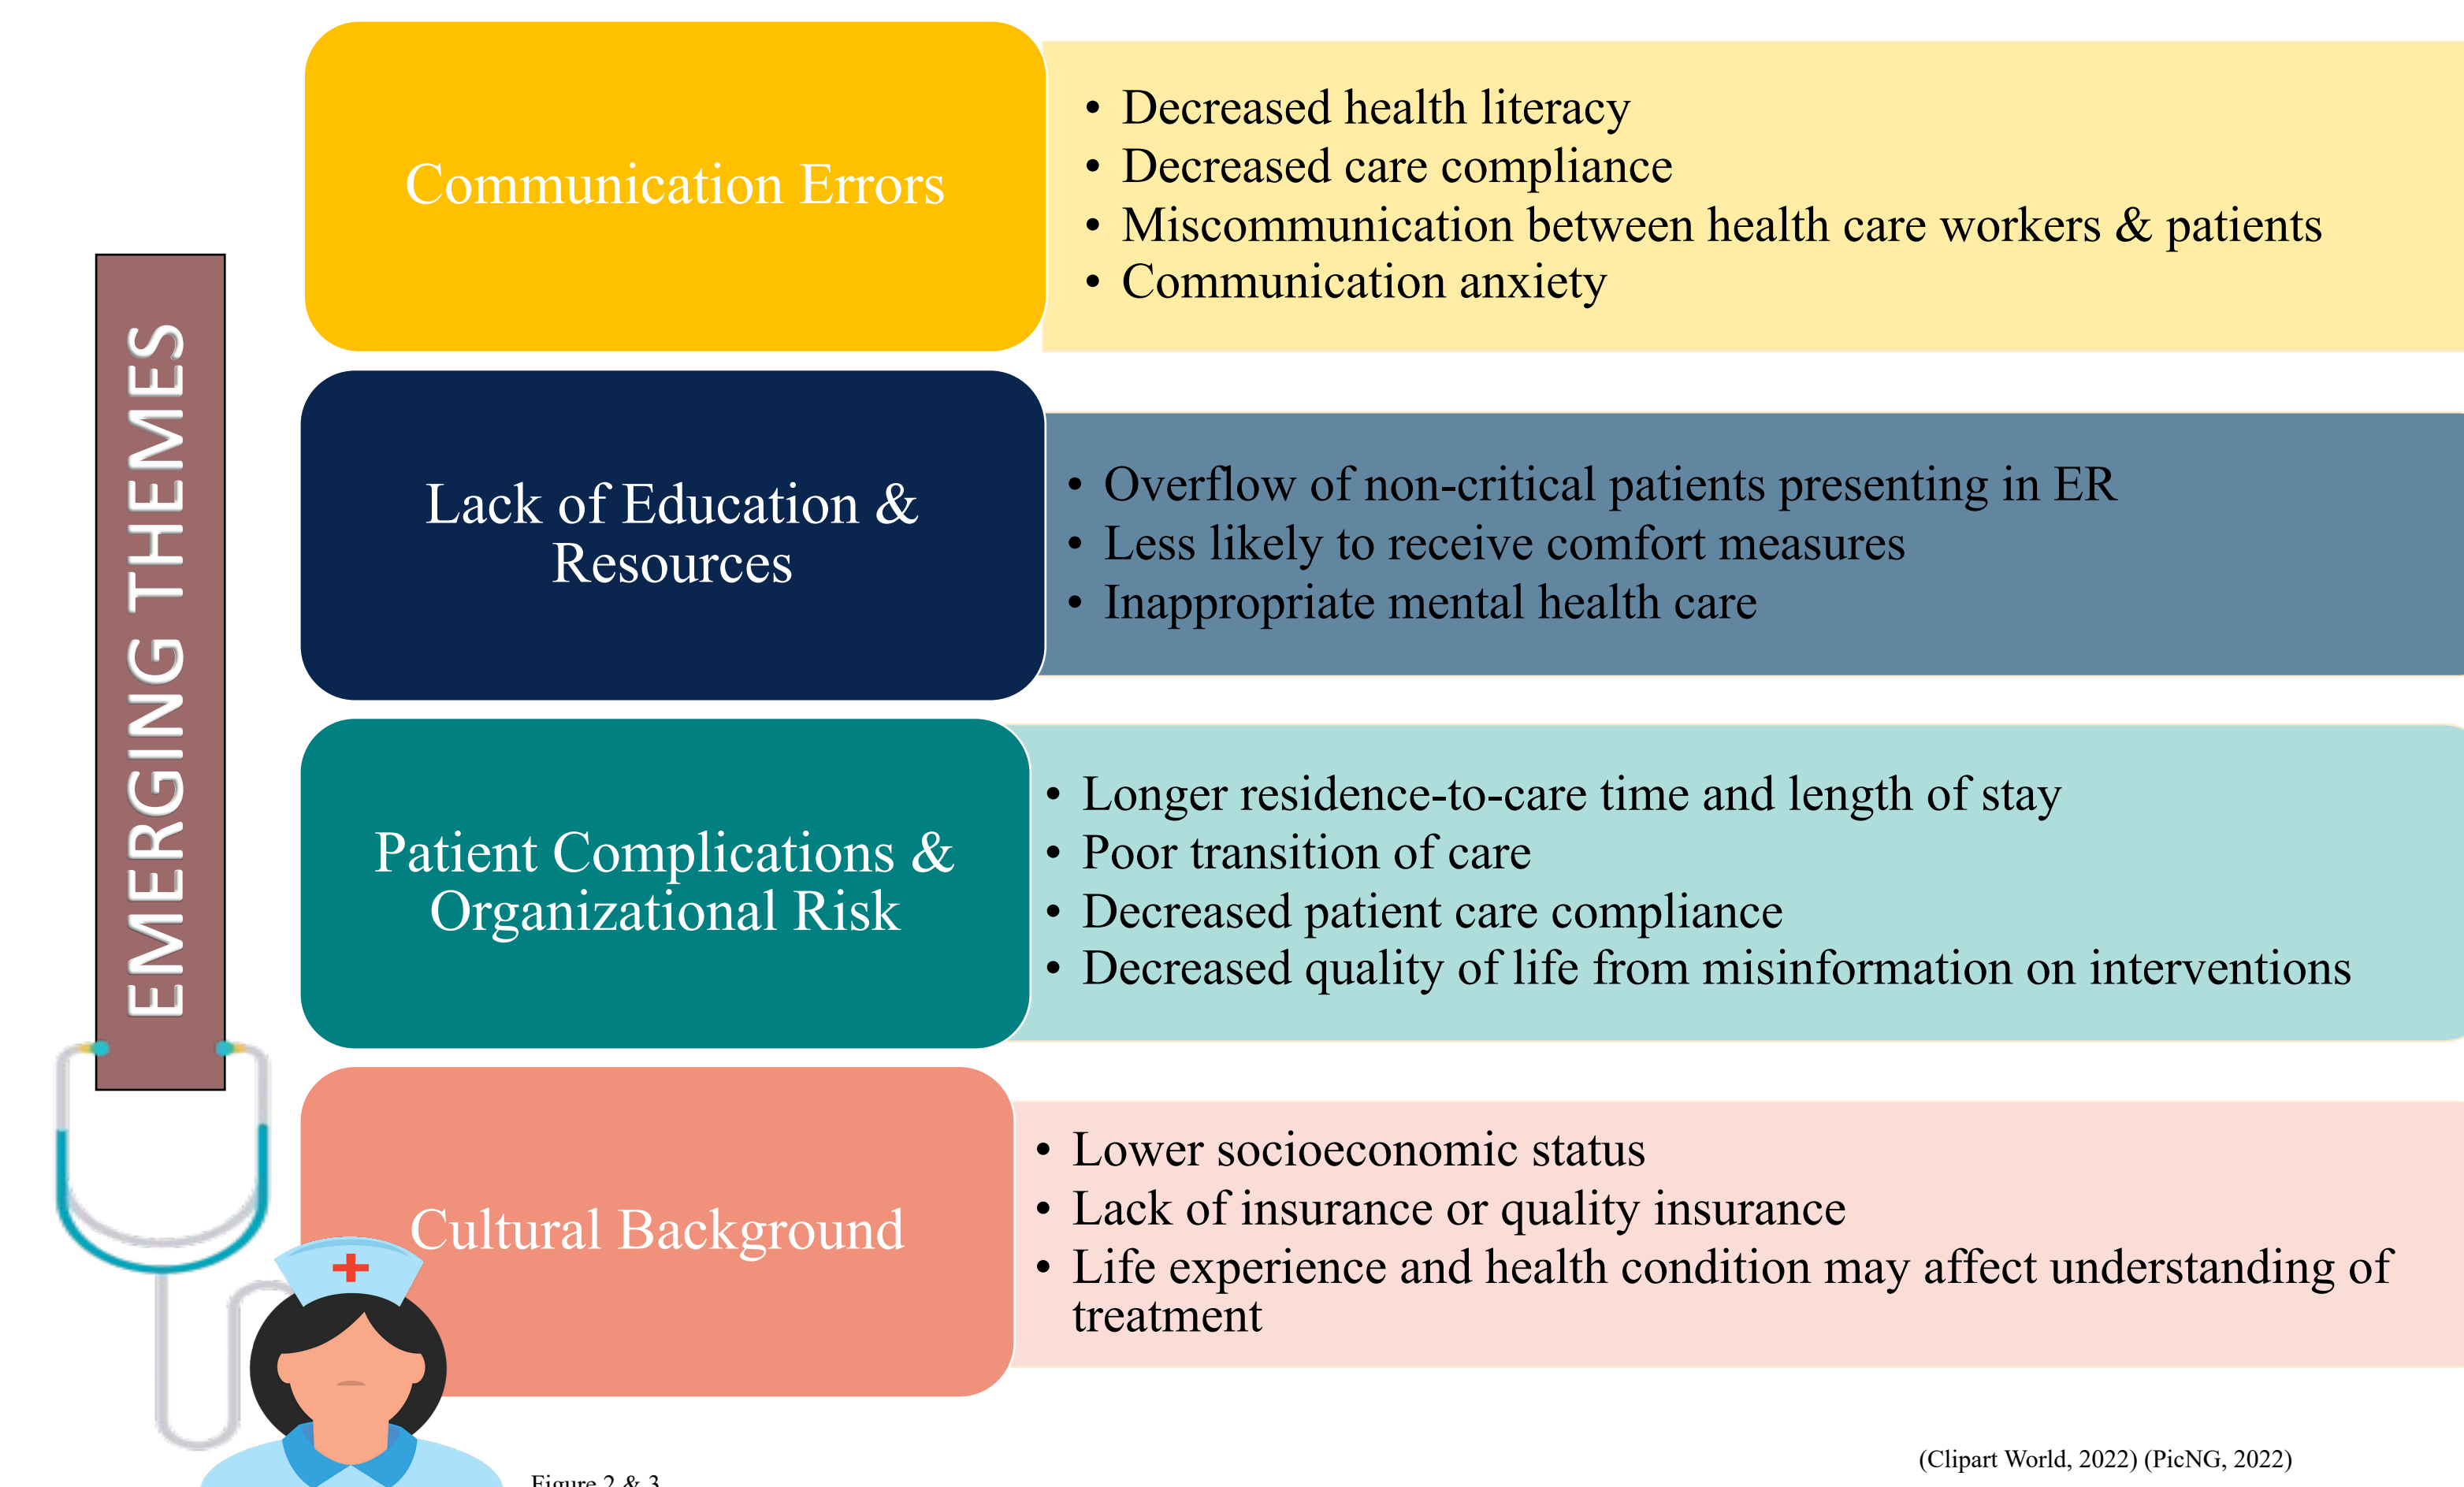 EMERGING THEMES
Communication Errors
• Decreased health literacy
• Decreased care compliance
• Miscommunication between health care workers & patients
• Communication anxiety
Lack of Education &
Resources
• Overflow of non-critical patients presenting in ER
• Less likely to receive comfort measures
• Inappropriate mental health care
Patient Complications &
Organizational Risk
• Longer residence-to-care time and length of stay
• Poor transition of care
• Decreased patient care compliance
• Decreased quality of life from misinformation on interventions
Cultural Background
• Lower socioeconomic status
• Lack of insurance or quality insurance
• Life experience and health condition may affect understanding of
treatment
(Clipart World, 2022) (PicNG, 2022)
Figure 2 & 3